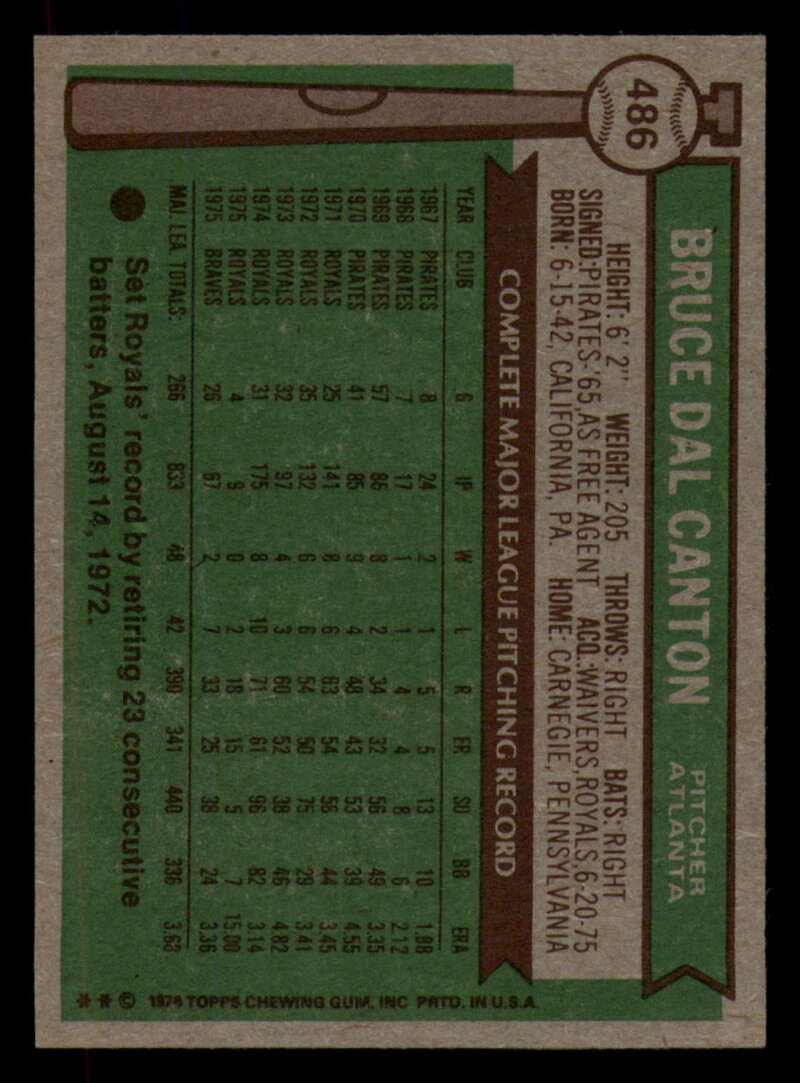 486
BRUCE DAL CANTON
PITCHER
ATLANTA
HEIGHT: 6' 2" WEIGHT: 205 THROWS: RIGHT BATS: RIGHT
SIGNED: PIRATES-'65, AS FREE AGENT ACQ.: WAIVERS, ROYALS, 6-20-75
BORN: 6-15-42, CALIFORNIA, PA. HOME: CARNEGIE, PENNSYLVANIA
COMPLETE MAJOR LEAGUE PITCHING RECORD
YEAR CLUB G IP W L R ER SO BB ERA
1967 PIRATES 8 24 2 1 5 5 13 10 1.88
1968 PIRATES 7 17 1 1 4 4 8 6 2.12
1969 PIRATES 57 86 8 2 34 32 56 49 3.35
1970 PIRATES 41 85 9 4 48 43 53 39 4.55
1971 ROYALS 25 141 8 6 63 54 56 44 3.45
1972 ROYALS 35 132 6 6 54 50 75 29 3.41
1973 ROYALS 32 97 4 3 60 52 38 46 4.82
1974 ROYALS 31 175 8 10 71 61 96 82 3.14
1975 ROYALS 4 9 0 2 18 15 5 7 15.00
1975 BRAVES 26 67 2 7 33 25 38 24 3.36
MAJ. LEA. TOTALS: 266 833 48 42 390 341 440 336 3.68
Set Royals' record by retiring 23 consecutive
batters, August 14, 1972.
** © 1976 TOPPS CHEWING GUM, INC. PRTD. IN U.S.A.